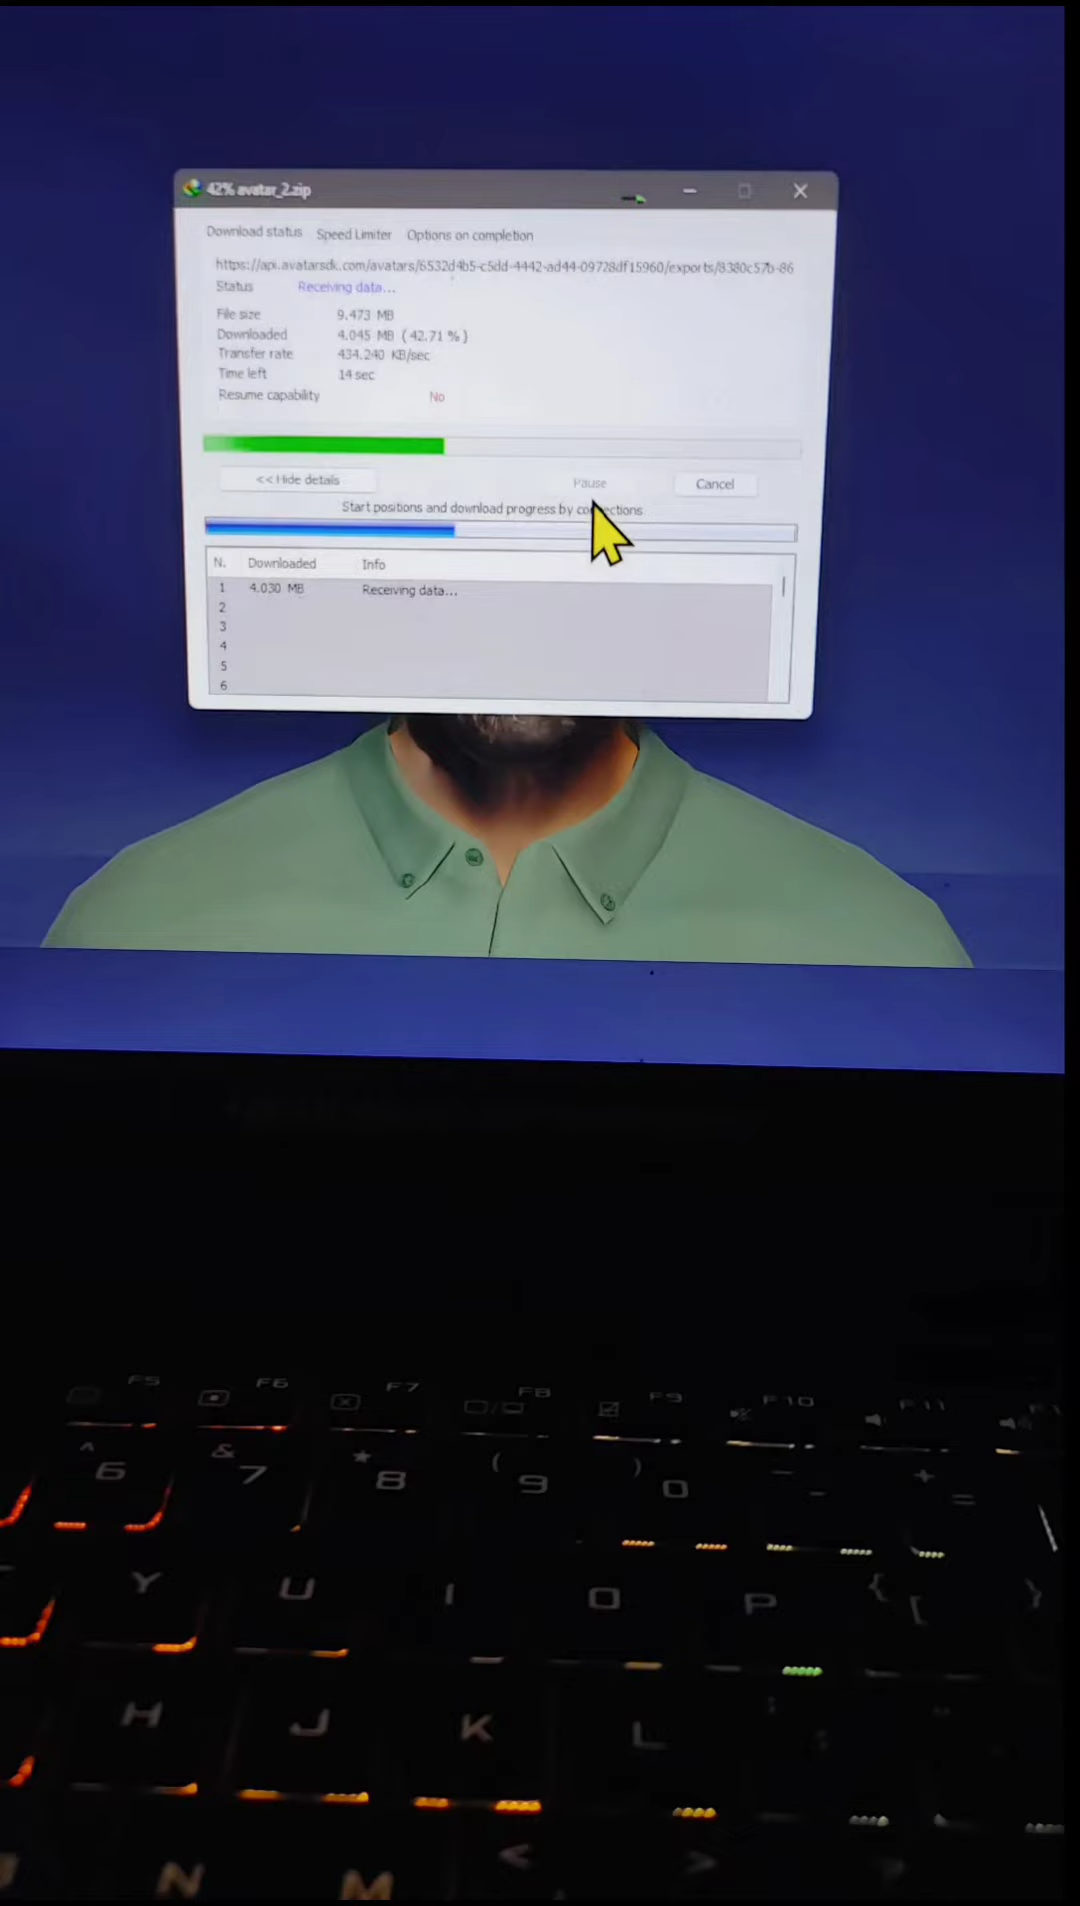 42% avatar_2.zip
Download status Speed Limiter Options on completion
https://api.avatarsdk.com/avatars/6532d4b5-c5dd-4442-ad44-09728df15960/exports/8380c57b-86
Status Receiving data...
File size 9.473 MB
Downloaded 4.045 MB ( 42.71 % )
Transfer rate 434.240 KB/sec
Time left 14 sec
Resume capability No
<< Hide details Pause Cancel
Start positions and download progress by connections
N. Downloaded Info
1 4.030 MB Receiving data...
2
3
4
5
6
F5 F6 F7 F8 F9 F10 F11
^ & * ( ) _ +
6 7 8 9 0 - =
Y U I O P { [ }
H J K L
N M < >